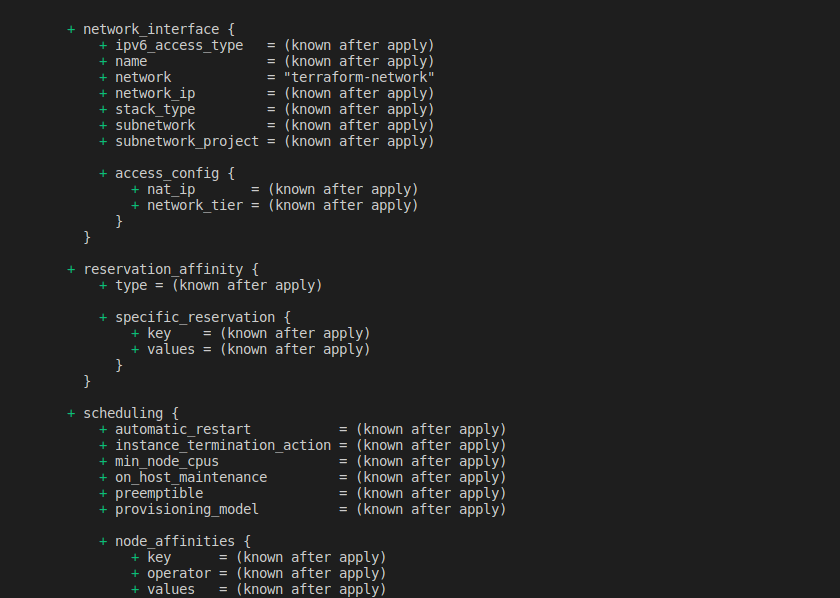 + network_interface {
+ ipv6_access_type   = (known after apply)
+ name               = (known after apply)
+ network            = "terraform-network"
+ network_ip         = (known after apply)
+ stack_type         = (known after apply)
+ subnetwork         = (known after apply)
+ subnetwork_project = (known after apply)
+ access_config {
+ nat_ip       = (known after apply)
+ network_tier = (known after apply)
}
}
+ reservation_affinity {
+ type = (known after apply)
+ specific_reservation {
+ key    = (known after apply)
+ values = (known after apply)
}
}
+ scheduling {
+ automatic_restart           = (known after apply)
+ instance_termination_action = (known after apply)
+ min_node_cpus               = (known after apply)
+ on_host_maintenance         = (known after apply)
+ preemptible                 = (known after apply)
+ provisioning_model          = (known after apply)
+ node_affinities {
+ key      = (known after apply)
+ operator = (known after apply)
+ values   = (known after apply)